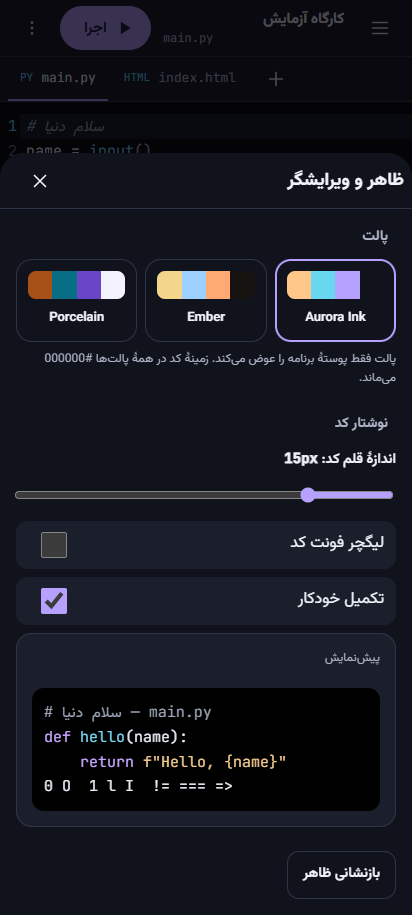 کارگاه آزمایش
main.py
اجرا
PY main.py
HTML index.html
1 # سلام دنیا
2 name = input()
ظاهر و ویرایشگر
پالت
Aurora Ink
Ember
Porcelain
پالت فقط پوستهٔ برنامه را عوض می‌کند. زمینهٔ کد در همهٔ پالت‌ها #000000
می‌ماند.
نوشتار کد
اندازهٔ قلم کد: 15px
لیگچر فونت کد
تکمیل خودکار
پیش‌نمایش
# سلام دنیا — main.py
def hello(name):
    return f"Hello, {name}"
0 O  1 l I  != === =>
بازنشانی ظاهر